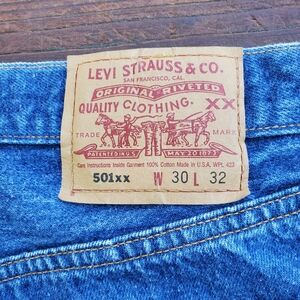 LEVI STRAUSS & CO.
SAN FRANCISCO, CAL.
ORIGINAL RIVETED
QUALITY CLOTHING. XX
TRADE MARK
PATENTED IN U.S. MAY 20 1873
Care Instructions Inside Garment 100% Cotton Made in U.S.A. WPL 423
501xx W 30 L 32